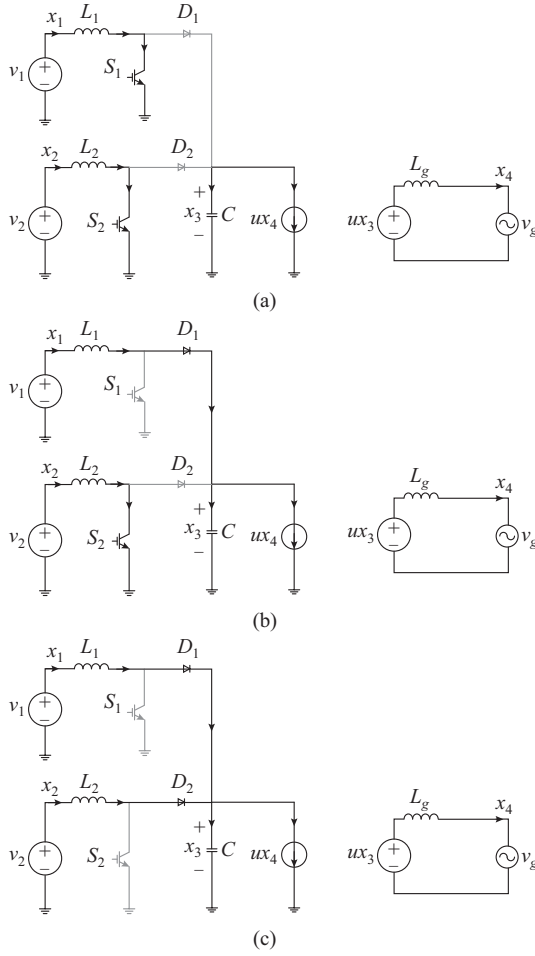 x₁ L₁ D₁
v₁ + − S₁
x₂ L₂ D₂
v₂ + − S₂ + x₃ − C ux₄
L_g x₄
ux₃ + − v_g
(a)
x₁ L₁ D₁
v₁ + − S₁
x₂ L₂ D₂
v₂ + − S₂ + x₃ − C ux₄
L_g x₄
ux₃ + − v_g
(b)
x₁ L₁ D₁
v₁ + − S₁
x₂ L₂ D₂
v₂ + − S₂ + x₃ − C ux₄
L_g x₄
ux₃ + − v_g
(c)